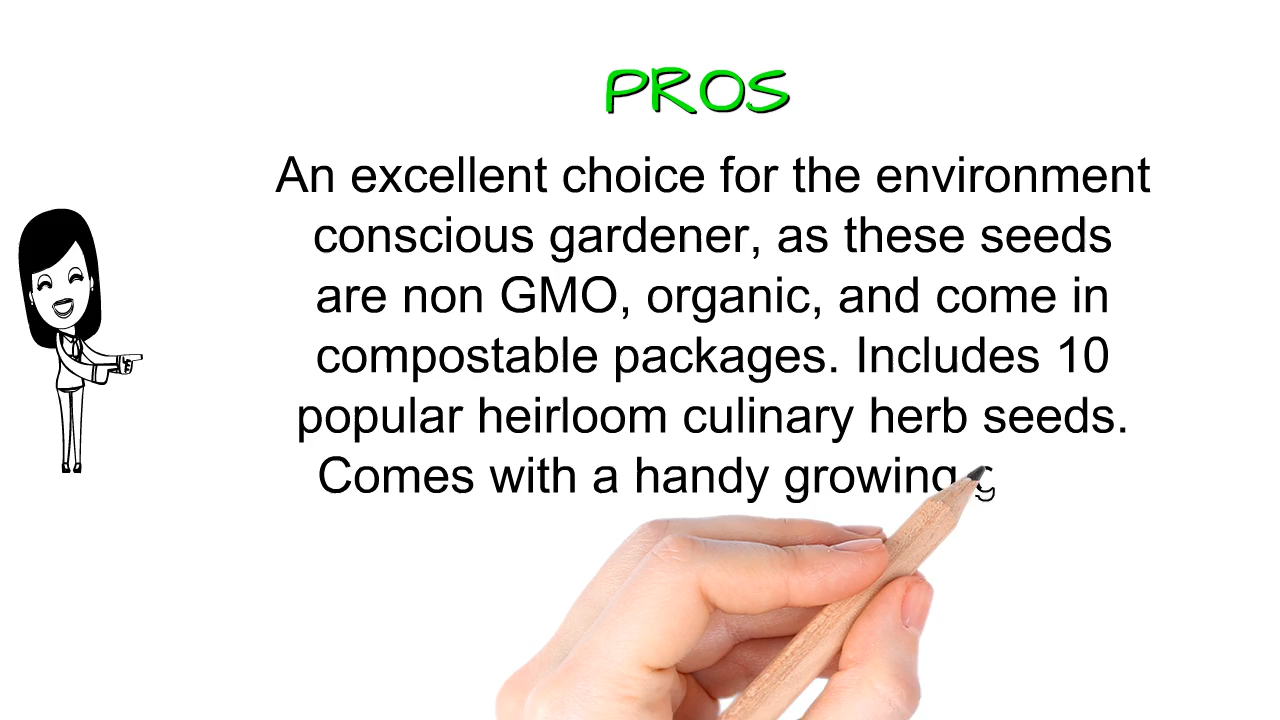 PROS
An excellent choice for the environment
conscious gardener, as these seeds
are non GMO, organic, and come in
compostable packages. Includes 10
popular heirloom culinary herb seeds.
Comes with a handy growing